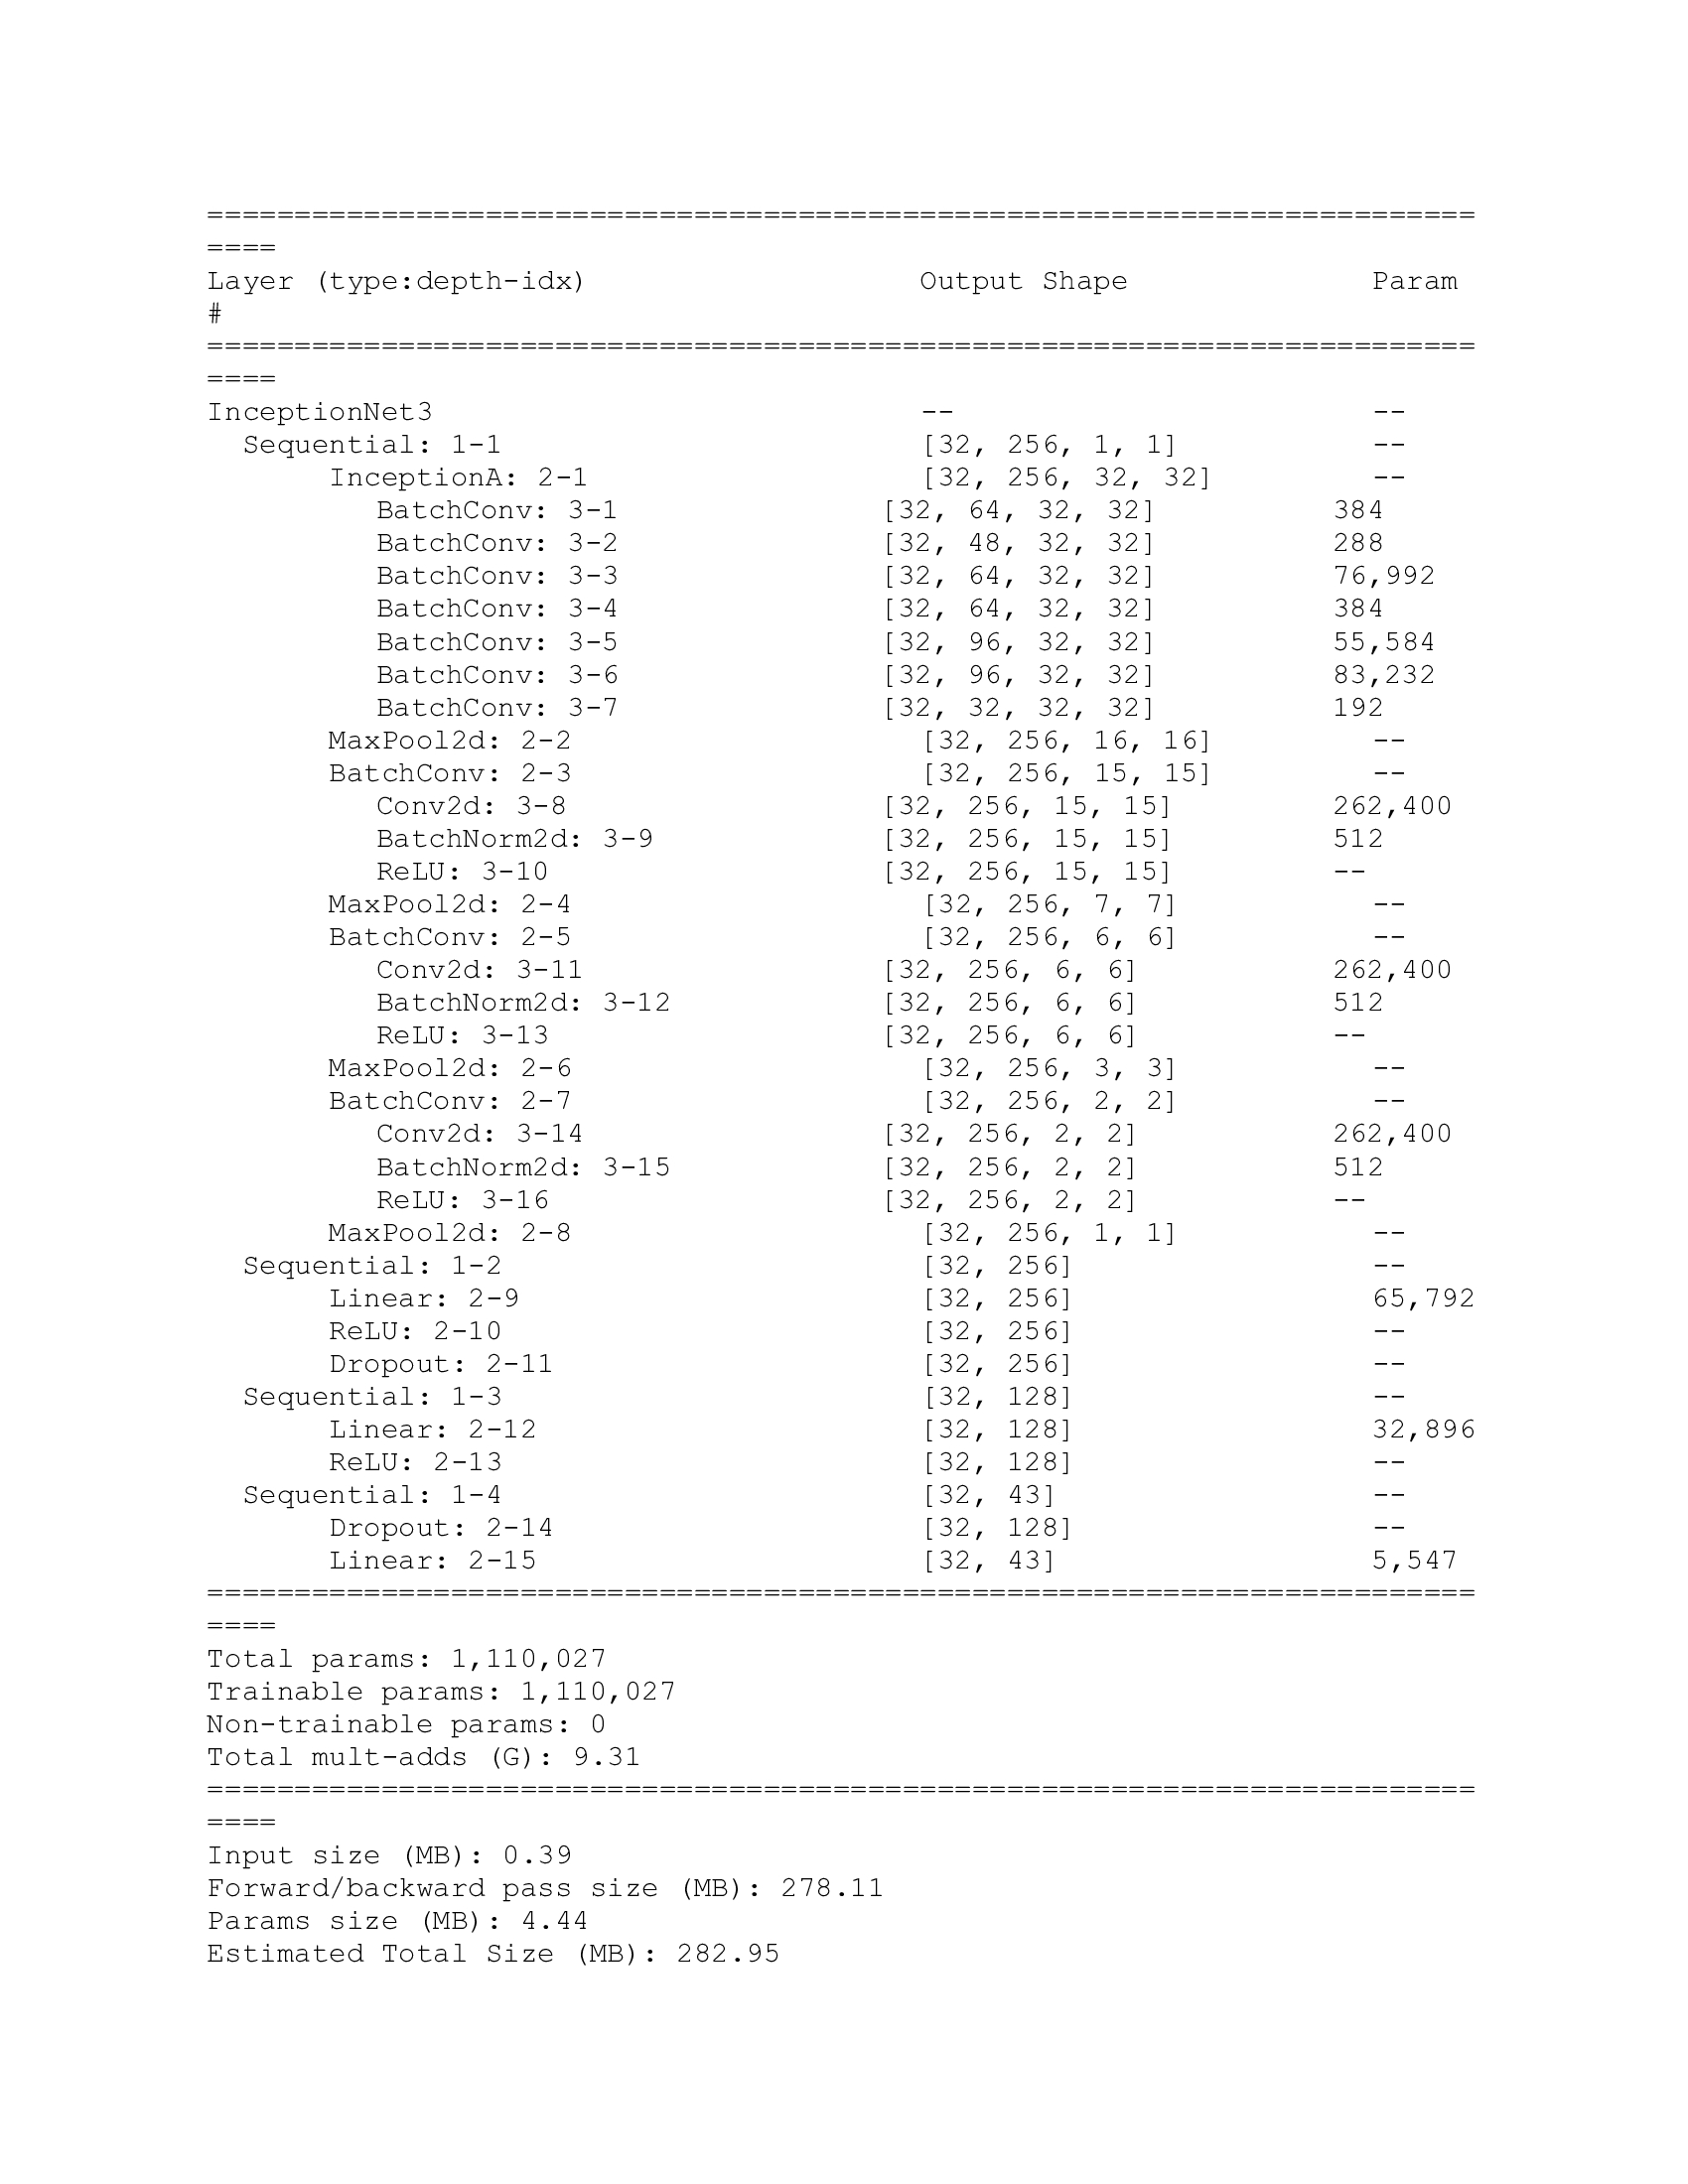 =========================================================================
====
Layer (type:depth-idx) Output Shape Param
#
=========================================================================
====
InceptionNet3 -- --
Sequential: 1-1 [32, 256, 1, 1] --
InceptionA: 2-1 [32, 256, 32, 32] --
BatchConv: 3-1 [32, 64, 32, 32] 384
BatchConv: 3-2 [32, 48, 32, 32] 288
BatchConv: 3-3 [32, 64, 32, 32] 76,992
BatchConv: 3-4 [32, 64, 32, 32] 384
BatchConv: 3-5 [32, 96, 32, 32] 55,584
BatchConv: 3-6 [32, 96, 32, 32] 83,232
BatchConv: 3-7 [32, 32, 32, 32] 192
MaxPool2d: 2-2 [32, 256, 16, 16] --
BatchConv: 2-3 [32, 256, 15, 15] --
Conv2d: 3-8 [32, 256, 15, 15] 262,400
BatchNorm2d: 3-9 [32, 256, 15, 15] 512
ReLU: 3-10 [32, 256, 15, 15] --
MaxPool2d: 2-4 [32, 256, 7, 7] --
BatchConv: 2-5 [32, 256, 6, 6] --
Conv2d: 3-11 [32, 256, 6, 6] 262,400
BatchNorm2d: 3-12 [32, 256, 6, 6] 512
ReLU: 3-13 [32, 256, 6, 6] --
MaxPool2d: 2-6 [32, 256, 3, 3] --
BatchConv: 2-7 [32, 256, 2, 2] --
Conv2d: 3-14 [32, 256, 2, 2] 262,400
BatchNorm2d: 3-15 [32, 256, 2, 2] 512
ReLU: 3-16 [32, 256, 2, 2] --
MaxPool2d: 2-8 [32, 256, 1, 1] --
Sequential: 1-2 [32, 256] --
Linear: 2-9 [32, 256] 65,792
ReLU: 2-10 [32, 256] --
Dropout: 2-11 [32, 256] --
Sequential: 1-3 [32, 128] --
Linear: 2-12 [32, 128] 32,896
ReLU: 2-13 [32, 128] --
Sequential: 1-4 [32, 43] --
Dropout: 2-14 [32, 128] --
Linear: 2-15 [32, 43] 5,547
=========================================================================
====
Total params: 1,110,027
Trainable params: 1,110,027
Non-trainable params: 0
Total mult-adds (G): 9.31
=========================================================================
====
Input size (MB): 0.39
Forward/backward pass size (MB): 278.11
Params size (MB): 4.44
Estimated Total Size (MB): 282.95